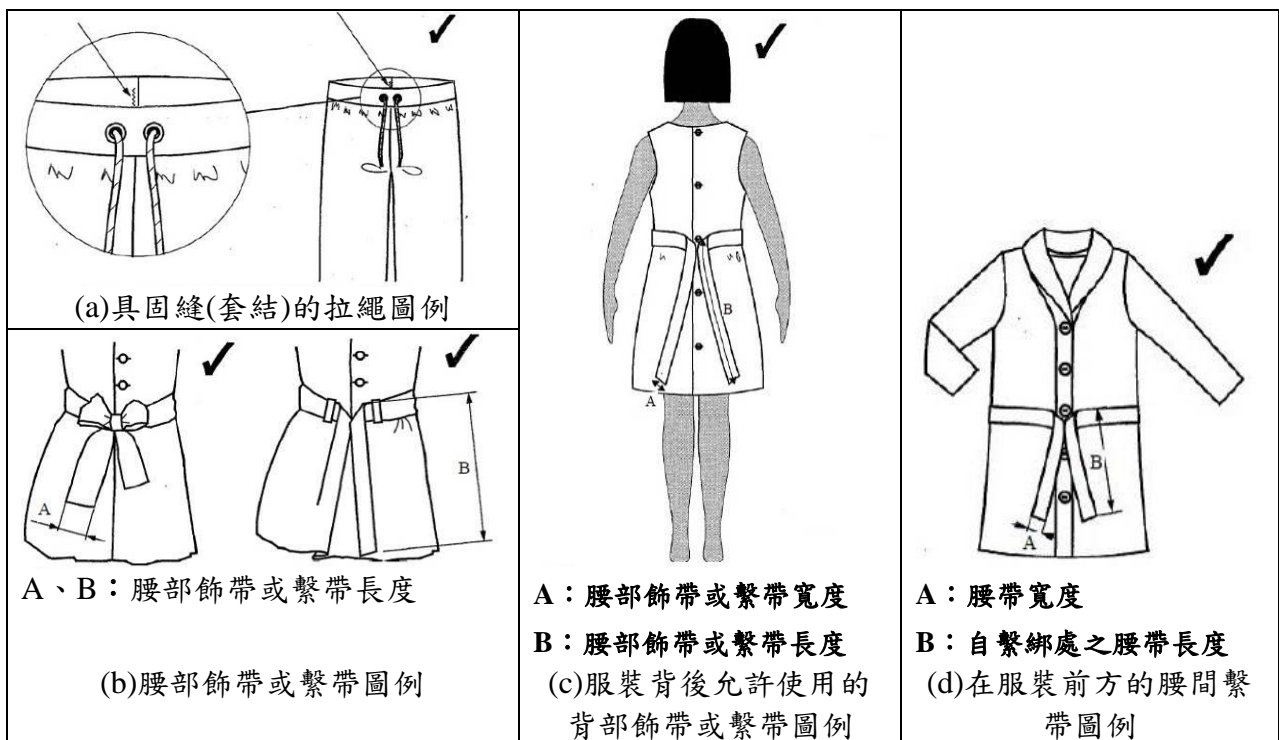 (a)具固縫(套結)的拉繩圖例
A
B
A、B：腰部飾帶或繫帶長度
(b)腰部飾帶或繫帶圖例
B
A
A：腰部飾帶或繫帶寬度
B：腰部飾帶或繫帶長度
(c)服裝背後允許使用的
背部飾帶或繫帶圖例
B
A
A：腰帶寬度
B：自繫綁處之腰帶長度
(d)在服裝前方的腰間繫
帶圖例